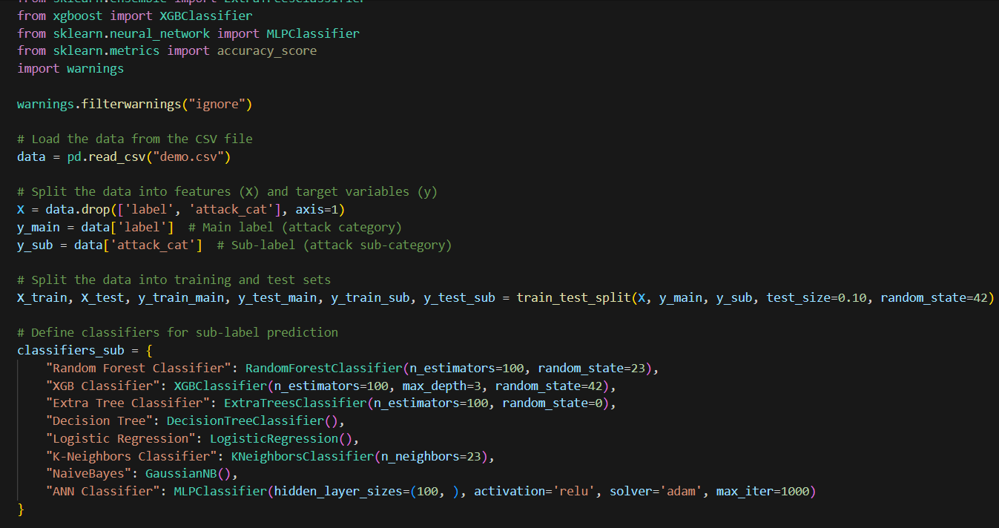 from sklearn.ensemble import ExtraTreesClassifier
from xgboost import XGBClassifier
from sklearn.neural_network import MLPClassifier
from sklearn.metrics import accuracy_score
import warnings
warnings.filterwarnings("ignore")
# Load the data from the CSV file
data = pd.read_csv("demo.csv")
# Split the data into features (X) and target variables (y)
X = data.drop(['label', 'attack_cat'], axis=1)
y_main = data['label']  # Main label (attack category)
y_sub = data['attack_cat']  # Sub-label (attack sub-category)
# Split the data into training and test sets
X_train, X_test, y_train_main, y_test_main, y_train_sub, y_test_sub = train_test_split(X, y_main, y_sub, test_size=0.10, random_state=42)
# Define classifiers for sub-label prediction
classifiers_sub = {
    "Random Forest Classifier": RandomForestClassifier(n_estimators=100, random_state=23),
    "XGB Classifier": XGBClassifier(n_estimators=100, max_depth=3, random_state=42),
    "Extra Tree Classifier": ExtraTreesClassifier(n_estimators=100, random_state=0),
    "Decision Tree": DecisionTreeClassifier(),
    "Logistic Regression": LogisticRegression(),
    "K-Neighbors Classifier": KNeighborsClassifier(n_neighbors=23),
    "NaiveBayes": GaussianNB(),
    "ANN Classifier": MLPClassifier(hidden_layer_sizes=(100, ), activation='relu', solver='adam', max_iter=1000)
}